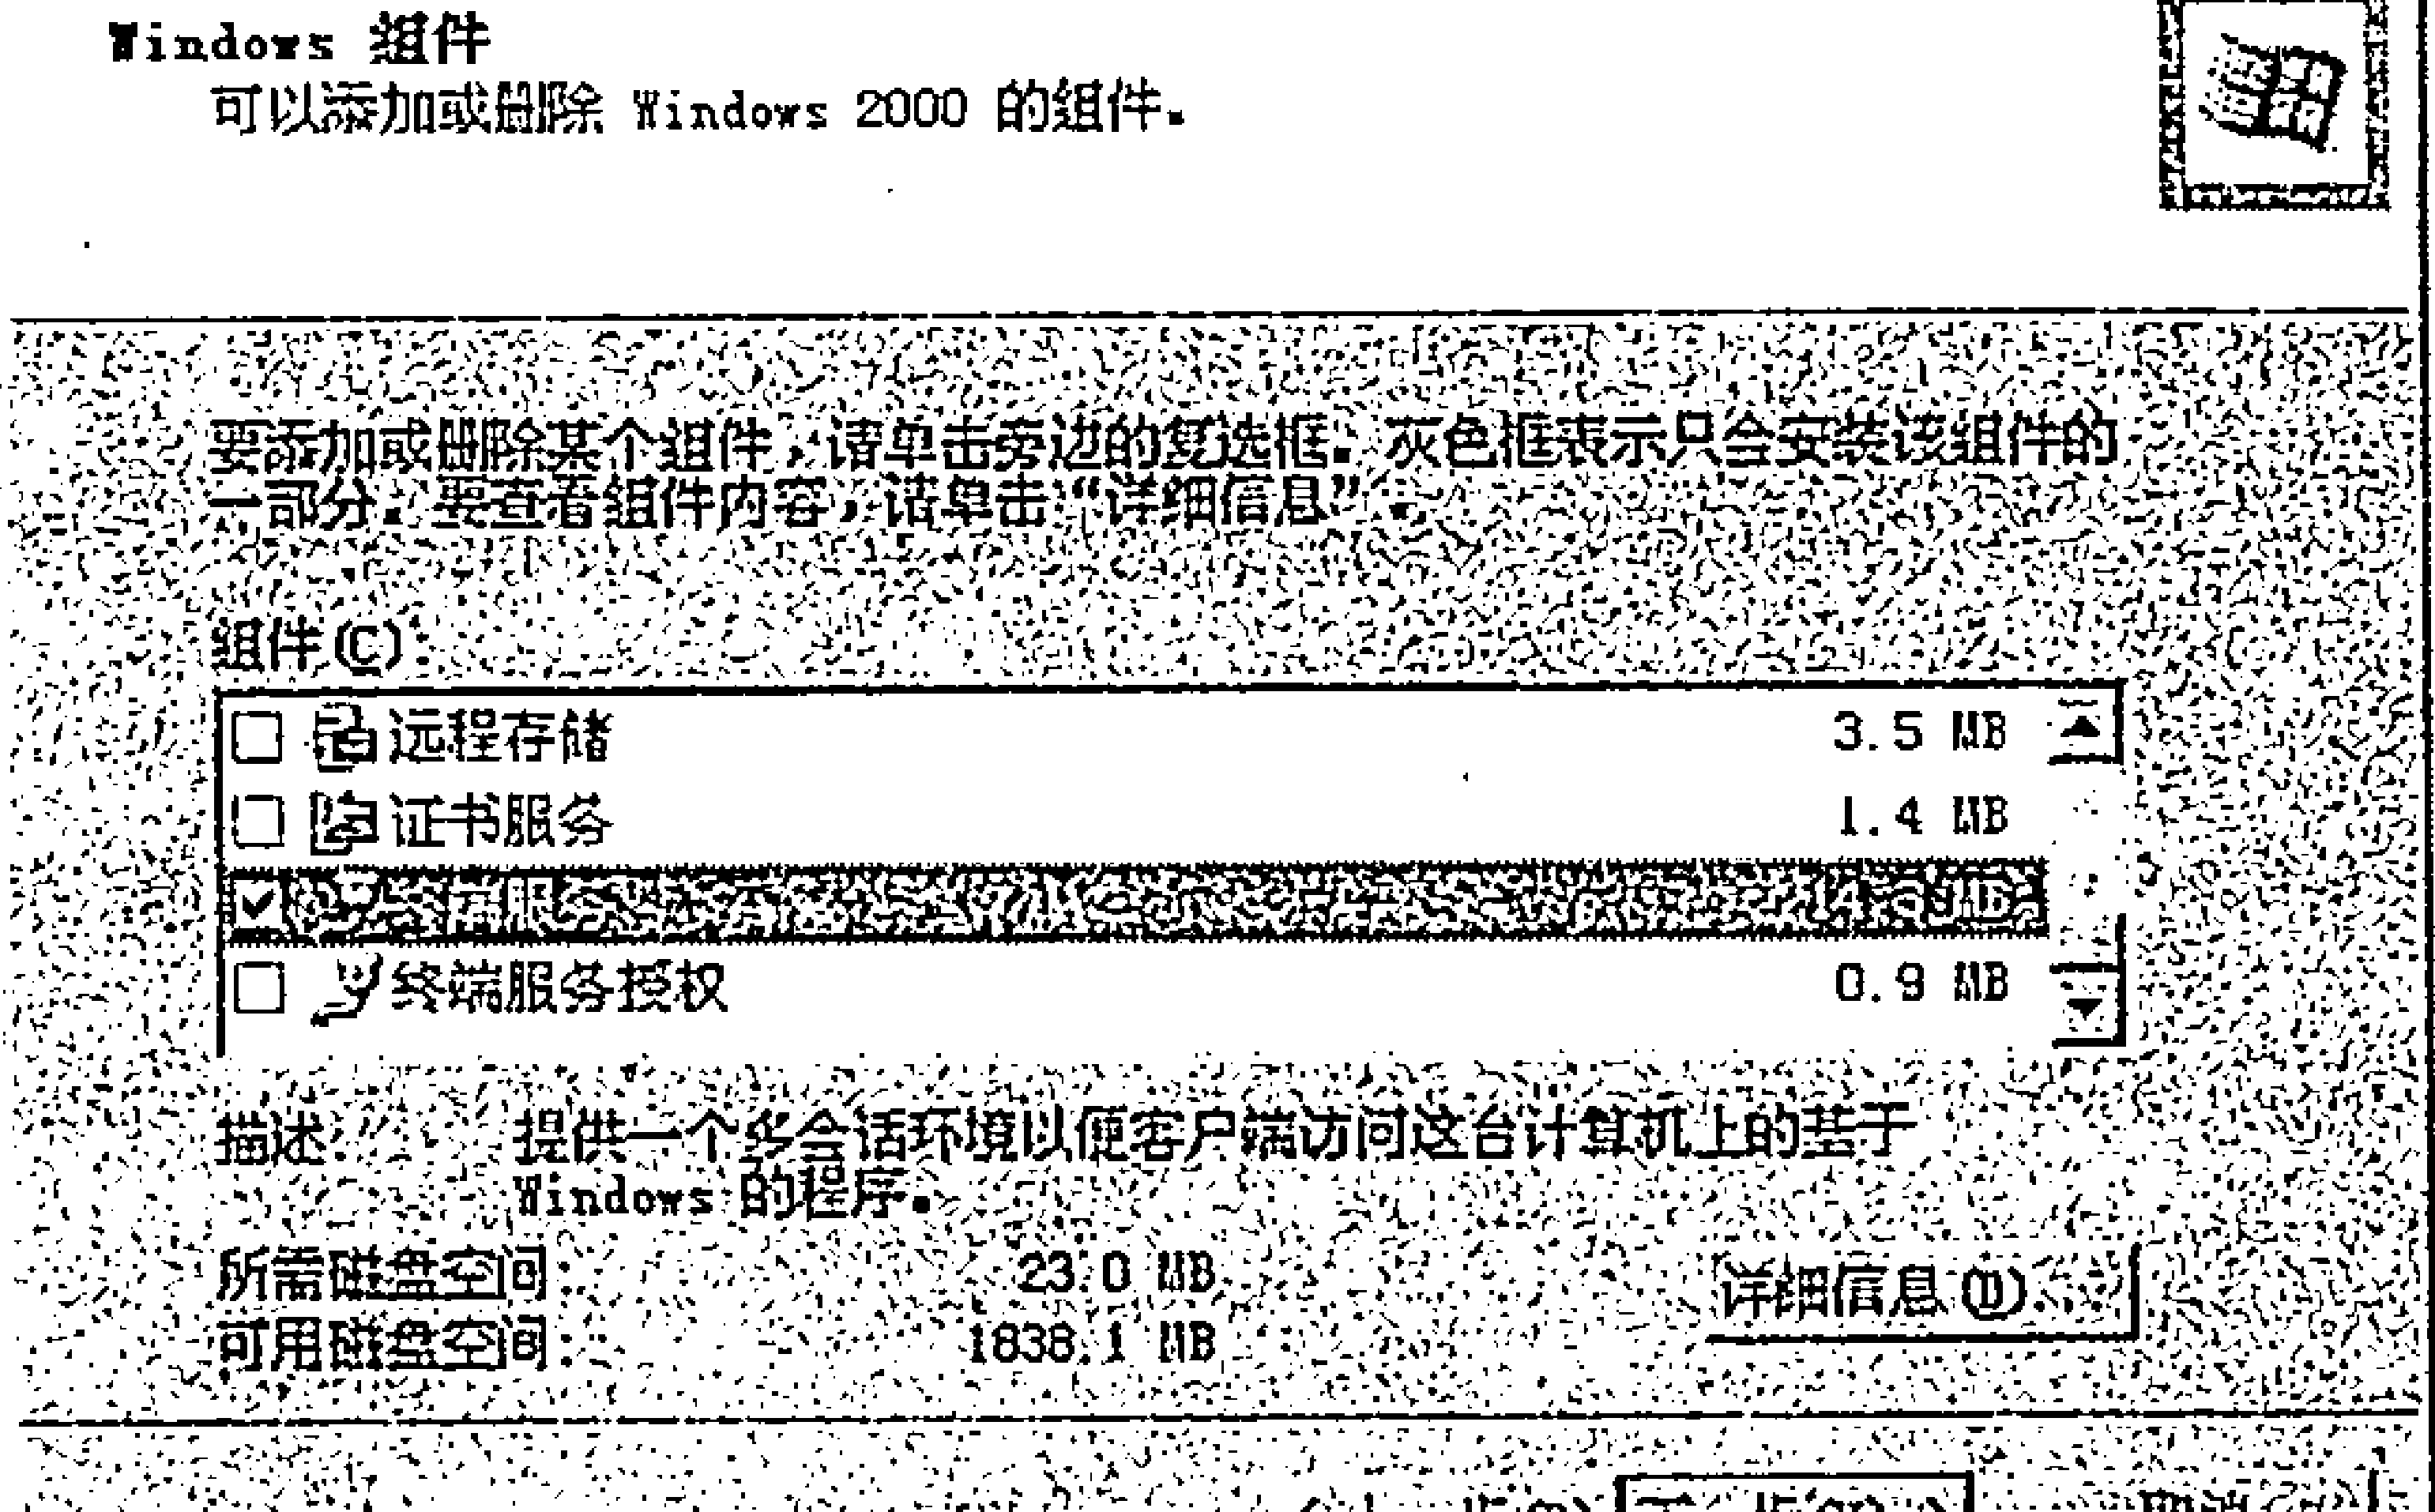 Windows 组件
可以添加或删除 Windows 2000 的组件。
要添加或删除某个组件，请单击旁边的复选框。灰色框表示只会安装该组件的
一部分。要查看组件内容，请单击“详细信息”。
组件(C):
远程存储 3.5 MB
证书服务 1.4 MB
终端服务
终端服务授权 0.9 MB
描述: 提供一个多会话环境以便客户端访问这台计算机上的基于
Windows 的程序。
所需磁盘空间: 23.0 MB
可用磁盘空间: 1838.1 MB
详细信息(D)